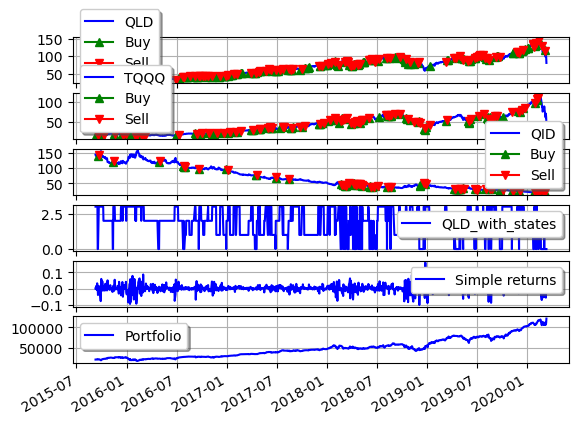 QLD
Buy
Sell
150
100
50
TQQQ
Buy
Sell
100
50
QID
Buy
Sell
150
100
50
QLD_with_states
2.5
0.0
Simple returns
0.1
0.0
−0.1
Portfolio
100000
50000
2015-07 2016-01 2016-07 2017-01 2017-07 2018-01 2018-07 2019-01 2019-07 2020-01